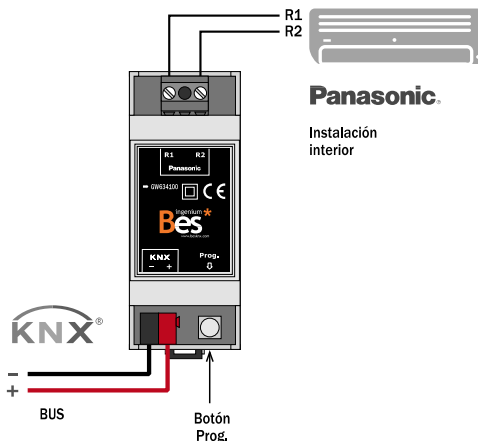 R1
R2
Panasonic®
Instalación
interior
R1 R2
Panasonic
GW634100
CE
ingenium
Bes*
www.besknx.com
KNX
- +
Prog.
KNX®
-
+
BUS
Botón
Prog.